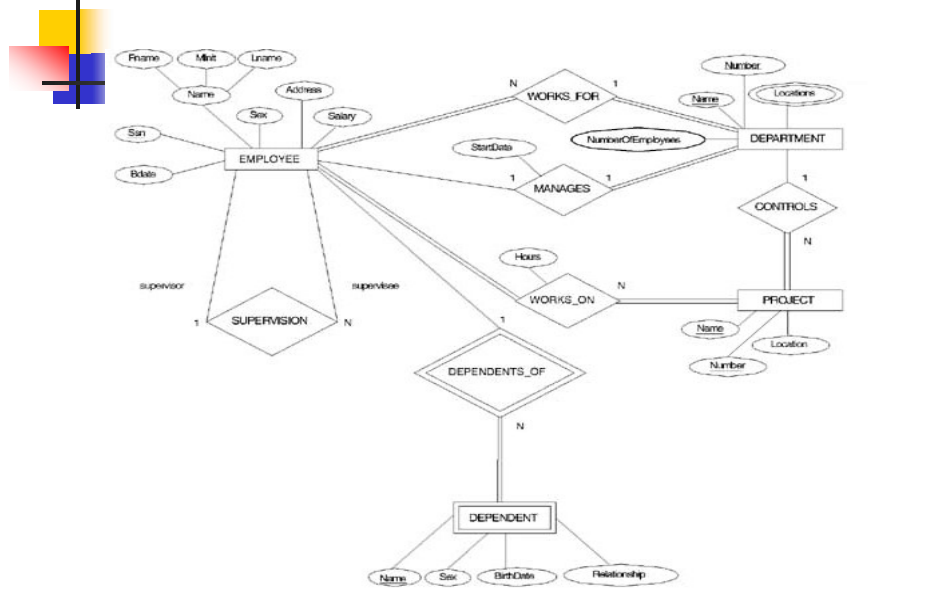 Fname
Minit
Lname
Name
Sex
Address
Salary
Ssn
Bdate
EMPLOYEE
N
WORKS_FOR
1
Number
Name
Locations
NumberOfEmployees
DEPARTMENT
StartDate
1
MANAGES
1
1
CONTROLS
N
supervisor
supervisee
1
SUPERVISION
N
Hours
WORKS_ON
N
PROJECT
Name
Number
Location
1
DEPENDENTS_OF
N
DEPENDENT
Name
Sex
BirthDate
Relationship